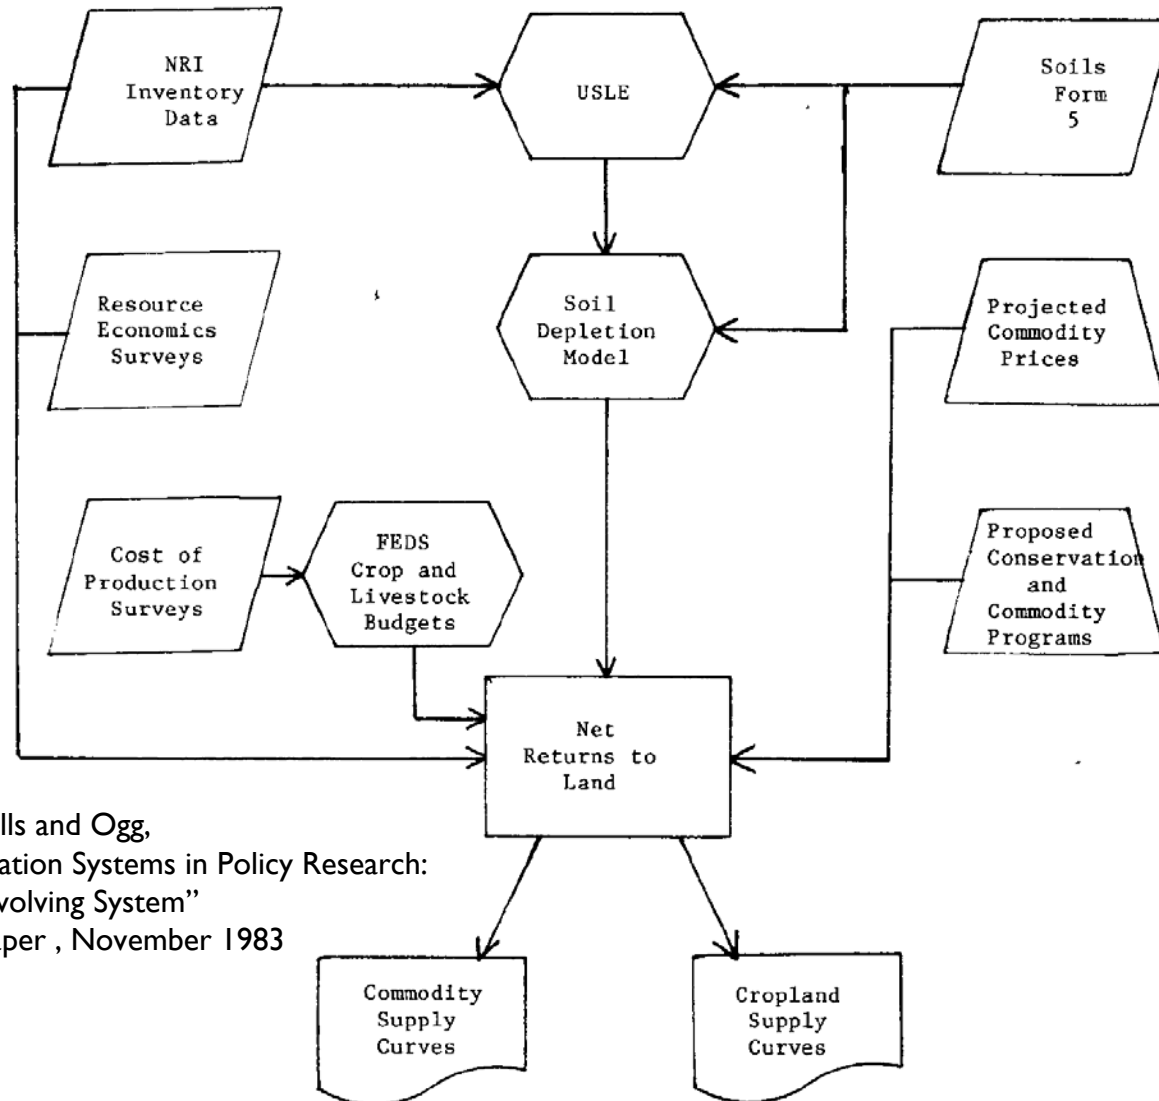 NRI
Inventory
Data
USLE
Soils
Form
5
Resource
Economics
Surveys
Soil
Depletion
Model
Projected
Commodity
Prices
Cost of
Production
Surveys
FEDS
Crop and
Livestock
Budgets
Proposed
Conservation
and
Commodity
Programs
Net
Returns to
Land
lls and Ogg,
ation Systems in Policy Research:
volving System”
per , November 1983
Commodity
Supply
Curves
Cropland
Supply
Curves